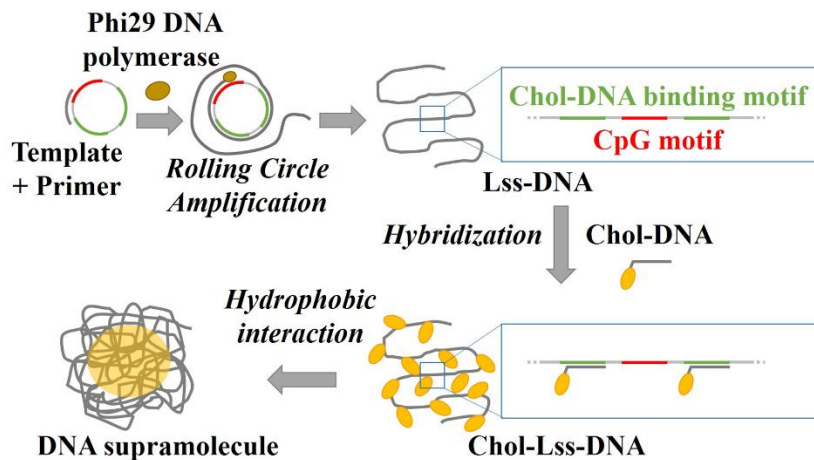 Phi29 DNA
polymerase
Template
+ Primer
Rolling Circle
Amplification
Lss-DNA
Chol-DNA binding motif
CpG motif
Hybridization
Chol-DNA
Hydrophobic
interaction
DNA supramolecule
Chol-Lss-DNA